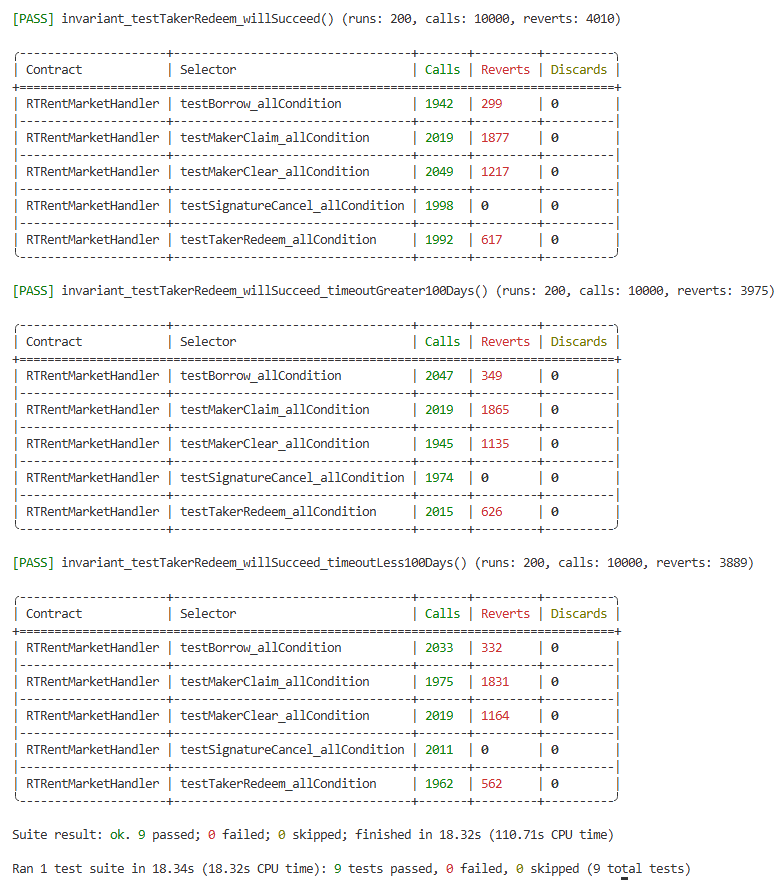 [PASS] invariant_testTakerRedeem_willSucceed() (runs: 200, calls: 10000, reverts: 4010)
| Contract | Selector | Calls | Reverts | Discards |
| RTRentMarketHandler | testBorrow_allCondition | 1942 | 299 | 0 |
| RTRentMarketHandler | testMakerClaim_allCondition | 2019 | 1877 | 0 |
| RTRentMarketHandler | testMakerClear_allCondition | 2049 | 1217 | 0 |
| RTRentMarketHandler | testSignatureCancel_allCondition | 1998 | 0 | 0 |
| RTRentMarketHandler | testTakerRedeem_allCondition | 1992 | 617 | 0 |
[PASS] invariant_testTakerRedeem_willSucceed_timeoutGreater100Days() (runs: 200, calls: 10000, reverts: 3975)
| Contract | Selector | Calls | Reverts | Discards |
| RTRentMarketHandler | testBorrow_allCondition | 2047 | 349 | 0 |
| RTRentMarketHandler | testMakerClaim_allCondition | 2019 | 1865 | 0 |
| RTRentMarketHandler | testMakerClear_allCondition | 1945 | 1135 | 0 |
| RTRentMarketHandler | testSignatureCancel_allCondition | 1974 | 0 | 0 |
| RTRentMarketHandler | testTakerRedeem_allCondition | 2015 | 626 | 0 |
[PASS] invariant_testTakerRedeem_willSucceed_timeoutLess100Days() (runs: 200, calls: 10000, reverts: 3889)
| Contract | Selector | Calls | Reverts | Discards |
| RTRentMarketHandler | testBorrow_allCondition | 2033 | 332 | 0 |
| RTRentMarketHandler | testMakerClaim_allCondition | 1975 | 1831 | 0 |
| RTRentMarketHandler | testMakerClear_allCondition | 2019 | 1164 | 0 |
| RTRentMarketHandler | testSignatureCancel_allCondition | 2011 | 0 | 0 |
| RTRentMarketHandler | testTakerRedeem_allCondition | 1962 | 562 | 0 |
Suite result: ok. 9 passed; 0 failed; 0 skipped; finished in 18.32s (110.71s CPU time)
Ran 1 test suite in 18.34s (18.32s CPU time): 9 tests passed, 0 failed, 0 skipped (9 total tests)